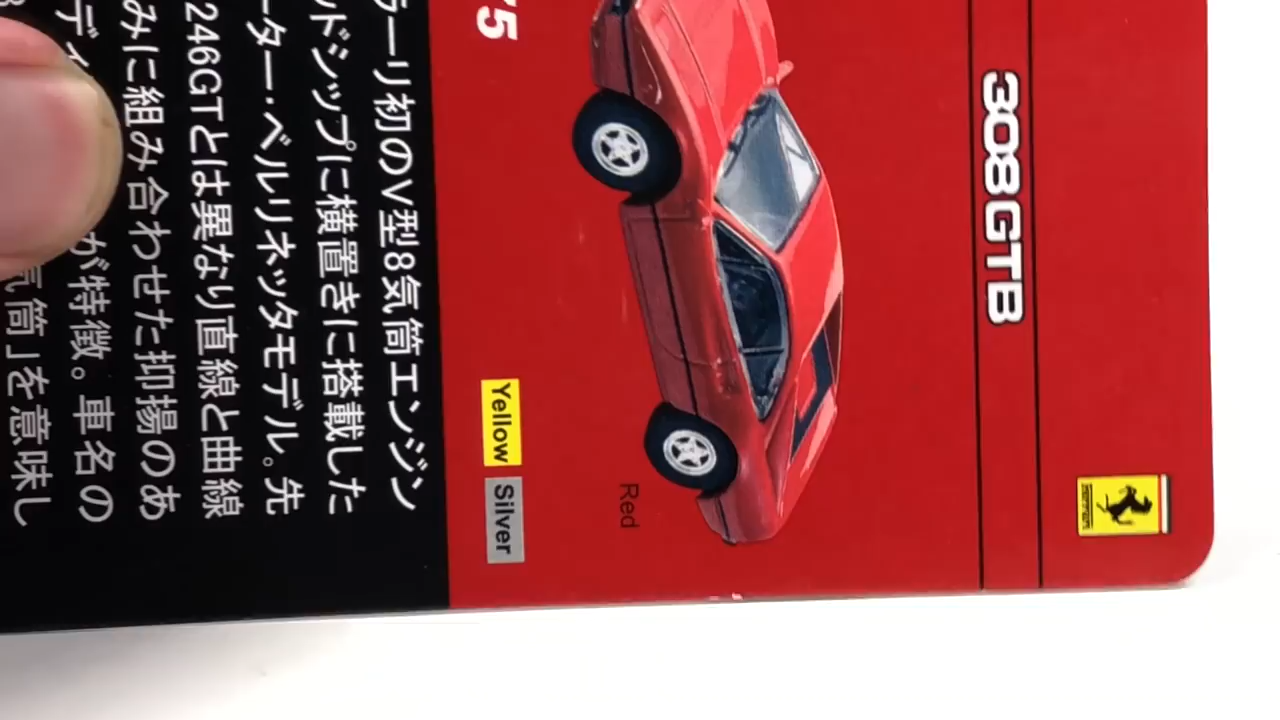 Ferrari
308GTB
Red
Yellow Silver
ラーリ初のV型8気筒エンジン
ドシップに横置きに搭載した
ーター・ベルリネッタモデル。先
246GTとは異なり直線と曲線
みに組み合わせた抑揚のあ
ディ が特徴。車名の
気筒」を意味し